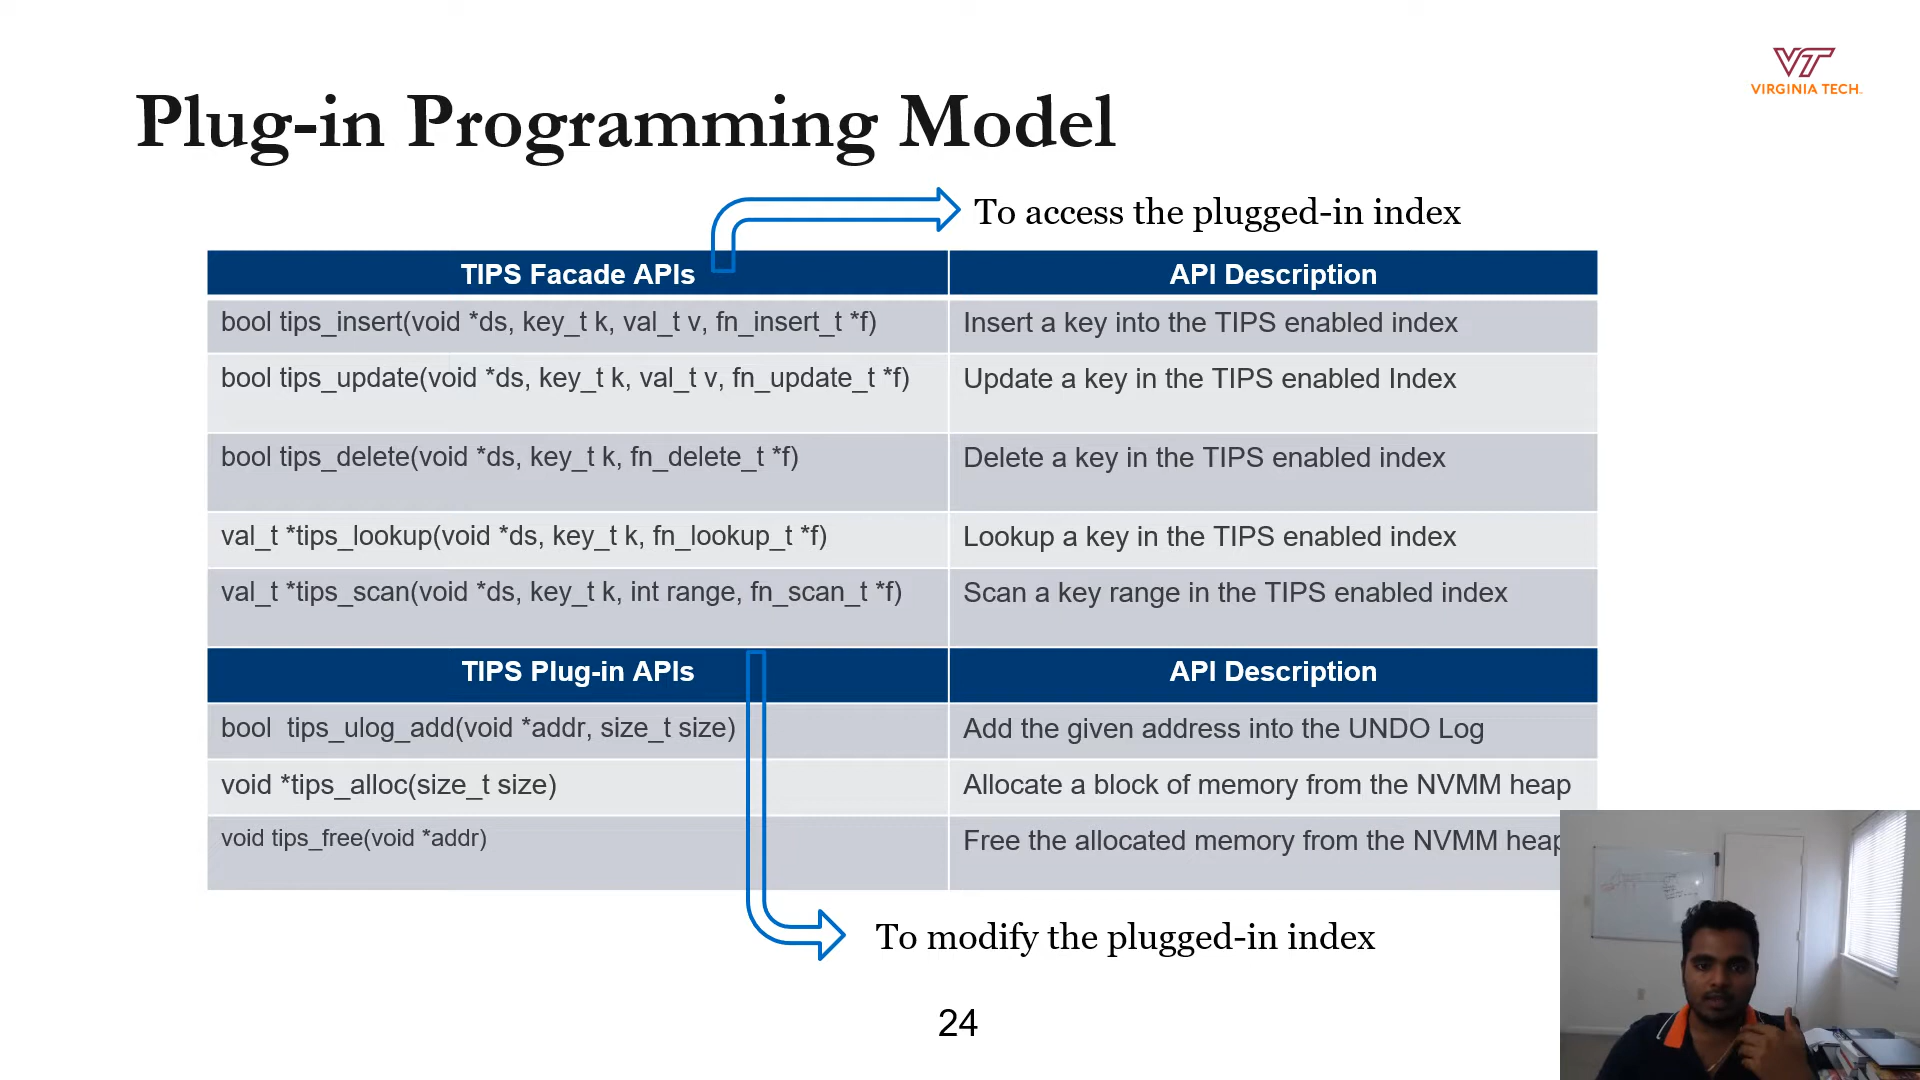 VT
VIRGINIA TECH
Plug-in Programming Model
To access the plugged-in index
TIPS Facade APIs
API Description
bool tips_insert(void *ds, key_t k, val_t v, fn_insert_t *f)
Insert a key into the TIPS enabled index
bool tips_update(void *ds, key_t k, val_t v, fn_update_t *f)
Update a key in the TIPS enabled Index
bool tips_delete(void *ds, key_t k, fn_delete_t *f)
Delete a key in the TIPS enabled index
val_t *tips_lookup(void *ds, key_t k, fn_lookup_t *f)
Lookup a key in the TIPS enabled index
val_t *tips_scan(void *ds, key_t k, int range, fn_scan_t *f)
Scan a key range in the TIPS enabled index
TIPS Plug-in APIs
API Description
bool tips_ulog_add(void *addr, size_t size)
Add the given address into the UNDO Log
void *tips_alloc(size_t size)
Allocate a block of memory from the NVMM heap
void tips_free(void *addr)
Free the allocated memory from the NVMM heap
To modify the plugged-in index
24